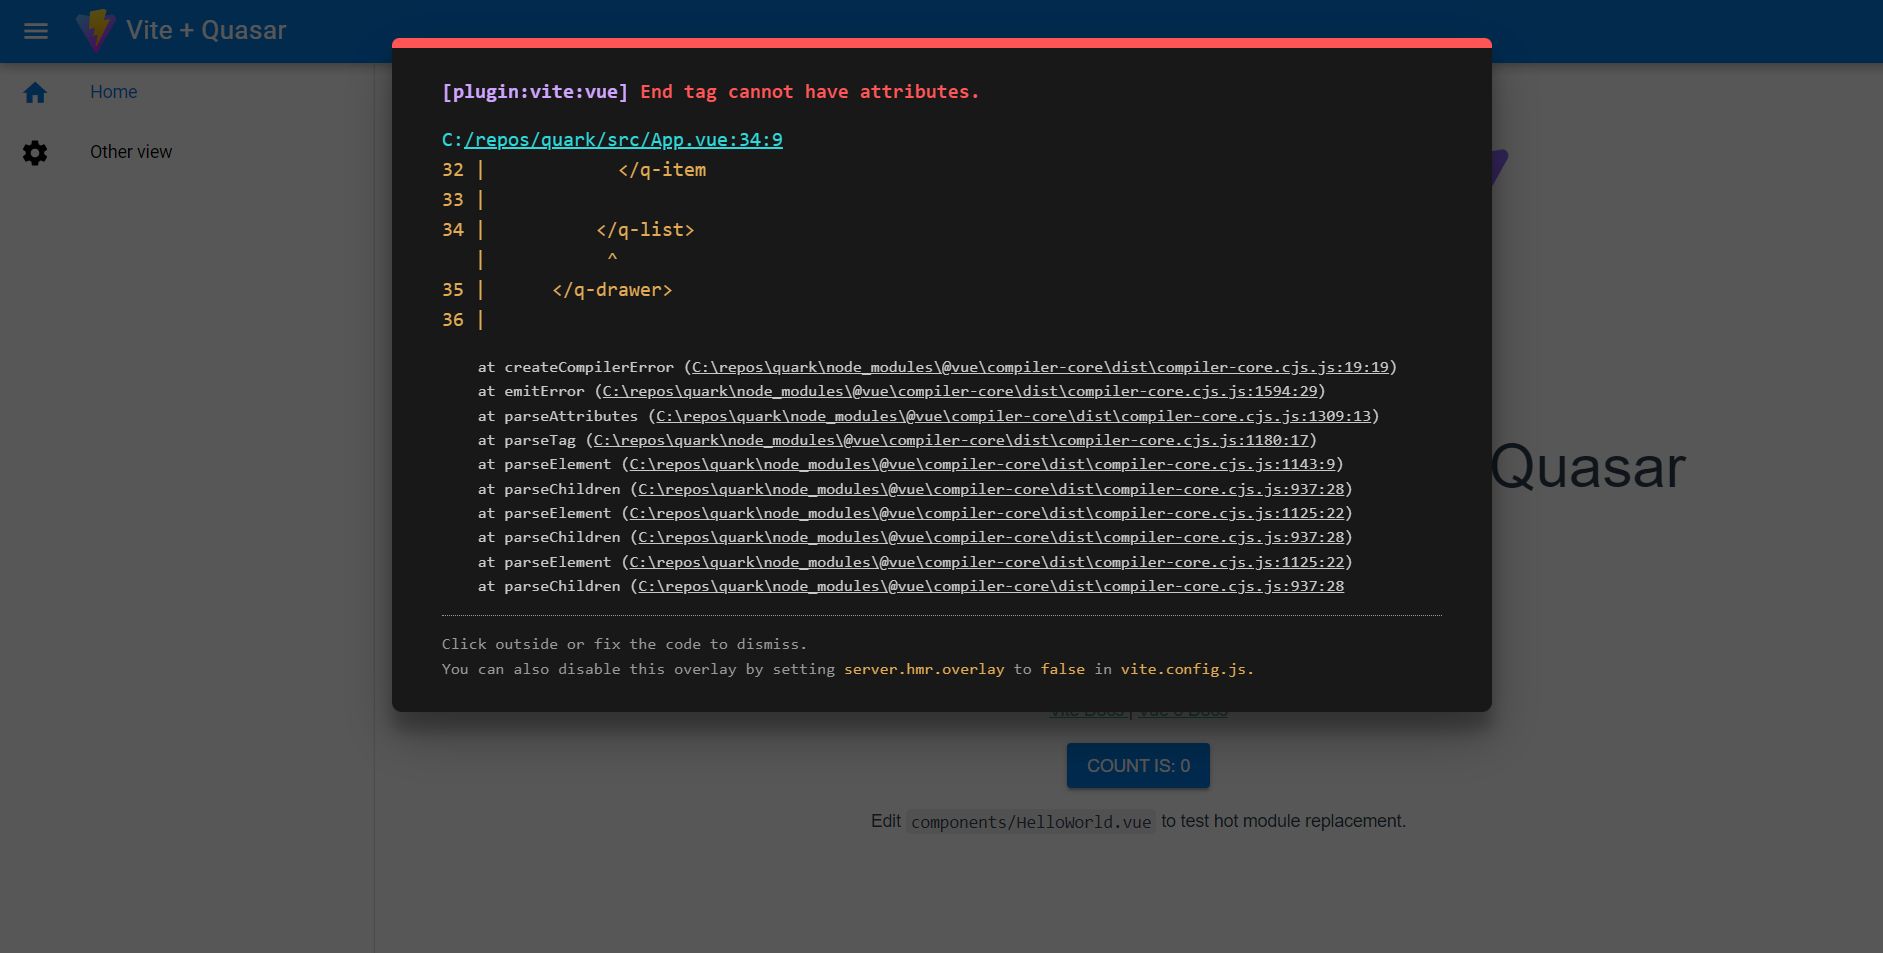 Vite + Quasar
Home
Other view
[plugin:vite:vue] End tag cannot have attributes.
C:/repos/quark/src/App.vue:34:9
32 |            </q-item
33 |
34 |          </q-list>
   |           ^
35 |      </q-drawer>
36 |
at createCompilerError (C:\repos\quark\node_modules\@vue\compiler-core\dist\compiler-core.cjs.js:19:19)
at emitError (C:\repos\quark\node_modules\@vue\compiler-core\dist\compiler-core.cjs.js:1594:29)
at parseAttributes (C:\repos\quark\node_modules\@vue\compiler-core\dist\compiler-core.cjs.js:1309:13)
at parseTag (C:\repos\quark\node_modules\@vue\compiler-core\dist\compiler-core.cjs.js:1180:17)
at parseElement (C:\repos\quark\node_modules\@vue\compiler-core\dist\compiler-core.cjs.js:1143:9)
at parseChildren (C:\repos\quark\node_modules\@vue\compiler-core\dist\compiler-core.cjs.js:937:28)
at parseElement (C:\repos\quark\node_modules\@vue\compiler-core\dist\compiler-core.cjs.js:1125:22)
at parseChildren (C:\repos\quark\node_modules\@vue\compiler-core\dist\compiler-core.cjs.js:937:28)
at parseElement (C:\repos\quark\node_modules\@vue\compiler-core\dist\compiler-core.cjs.js:1125:22)
at parseChildren (C:\repos\quark\node_modules\@vue\compiler-core\dist\compiler-core.cjs.js:937:28
Click outside or fix the code to dismiss.
You can also disable this overlay by setting server.hmr.overlay to false in vite.config.js.
Quasar
Vite Docs | Vue 3 Docs
COUNT IS: 0
Edit components/HelloWorld.vue to test hot module replacement.